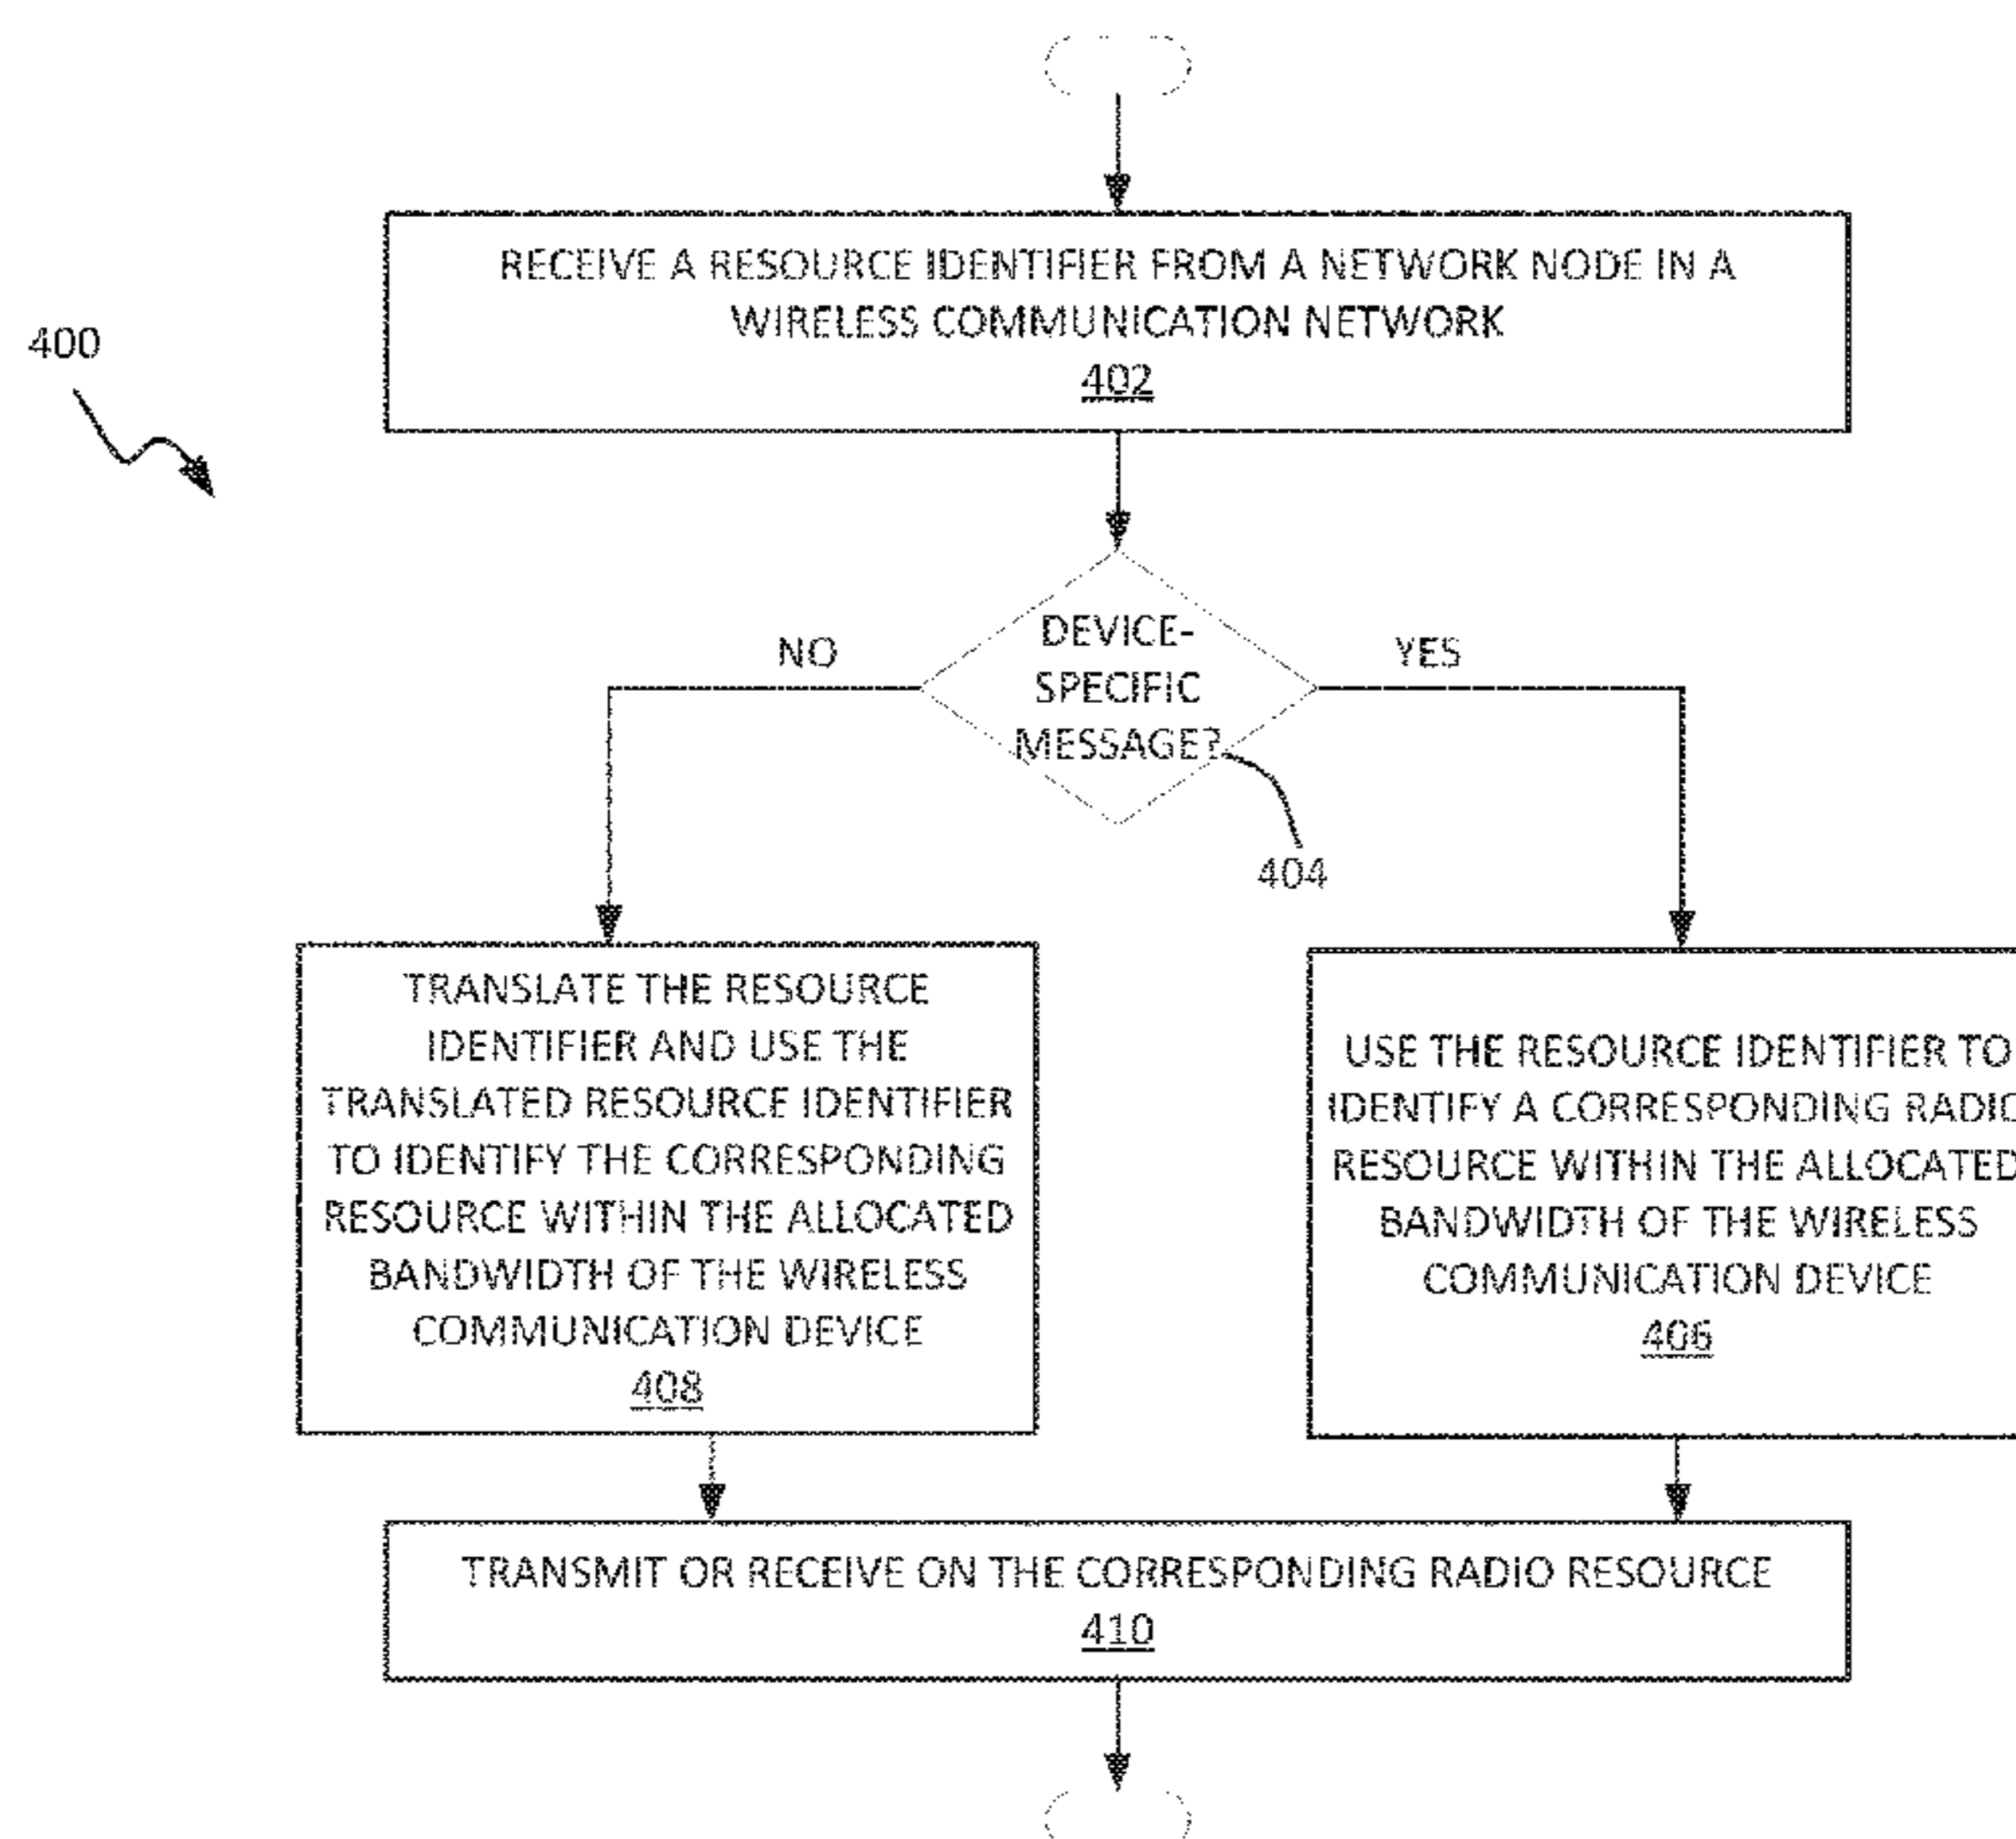 RECEIVE A RESOURCE IDENTIFIER FROM A NETWORK NODE IN A
WIRELESS COMMUNICATION NETWORK
402
400
DEVICE-
SPECIFIC
MESSAGE?
NO
YES
404
TRANSLATE THE RESOURCE
IDENTIFIER AND USE THE
TRANSLATED RESOURCE IDENTIFIER
TO IDENTIFY THE CORRESPONDING
RESOURCE WITHIN THE ALLOCATED
BANDWIDTH OF THE WIRELESS
COMMUNICATION DEVICE
408
USE THE RESOURCE IDENTIFIER TO
IDENTIFY A CORRESPONDING RADIO
RESOURCE WITHIN THE ALLOCATED
BANDWIDTH OF THE WIRELESS
COMMUNICATION DEVICE
406
TRANSMIT OR RECEIVE ON THE CORRESPONDING RADIO RESOURCE
410